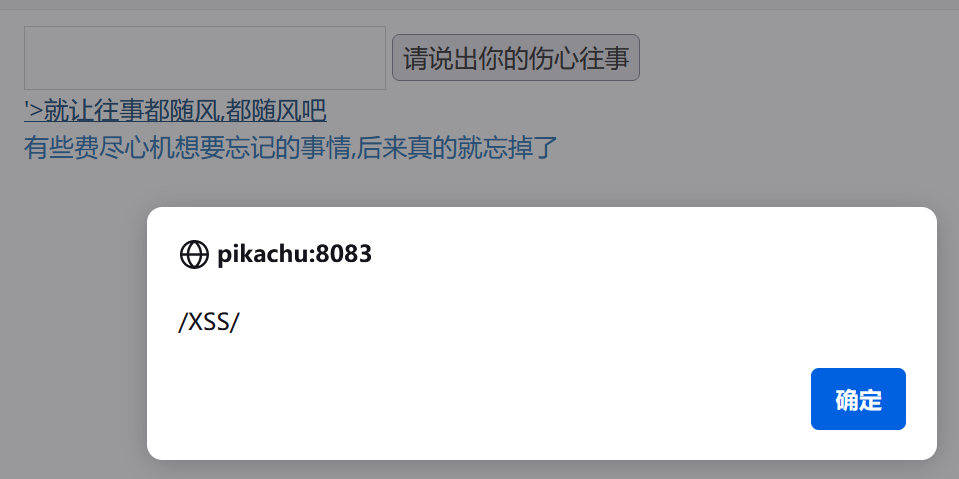 请说出你的伤心往事
'>就让往事都随风,都随风吧
有些费尽心机想要忘记的事情,后来真的就忘掉了
pikachu:8083
/XSS/
确定